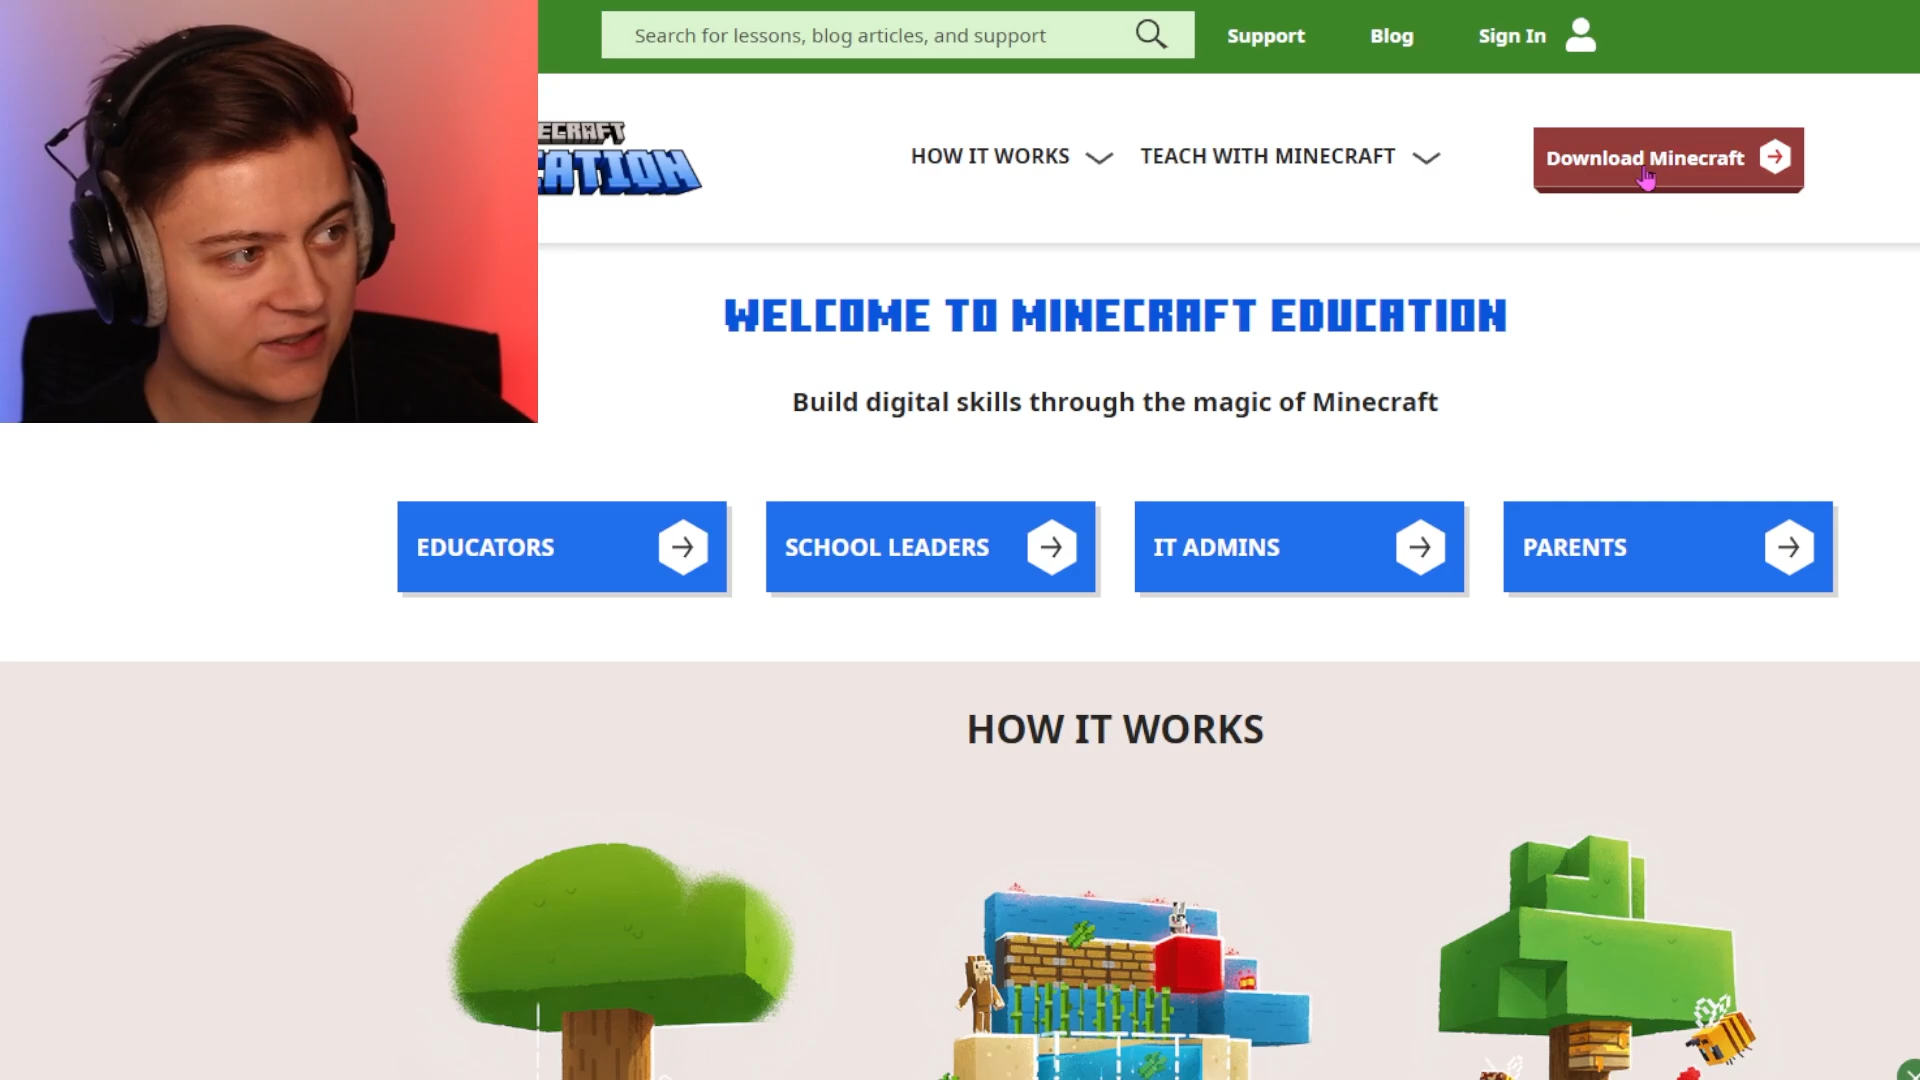 Search for lessons, blog articles, and support
Support
Blog
Sign In
ECRAFT
CATION
HOW IT WORKS
TEACH WITH MINECRAFT
Download Minecraft
WELCOME TO MINECRAFT EDUCATION
Build digital skills through the magic of Minecraft
EDUCATORS
SCHOOL LEADERS
IT ADMINS
PARENTS
HOW IT WORKS